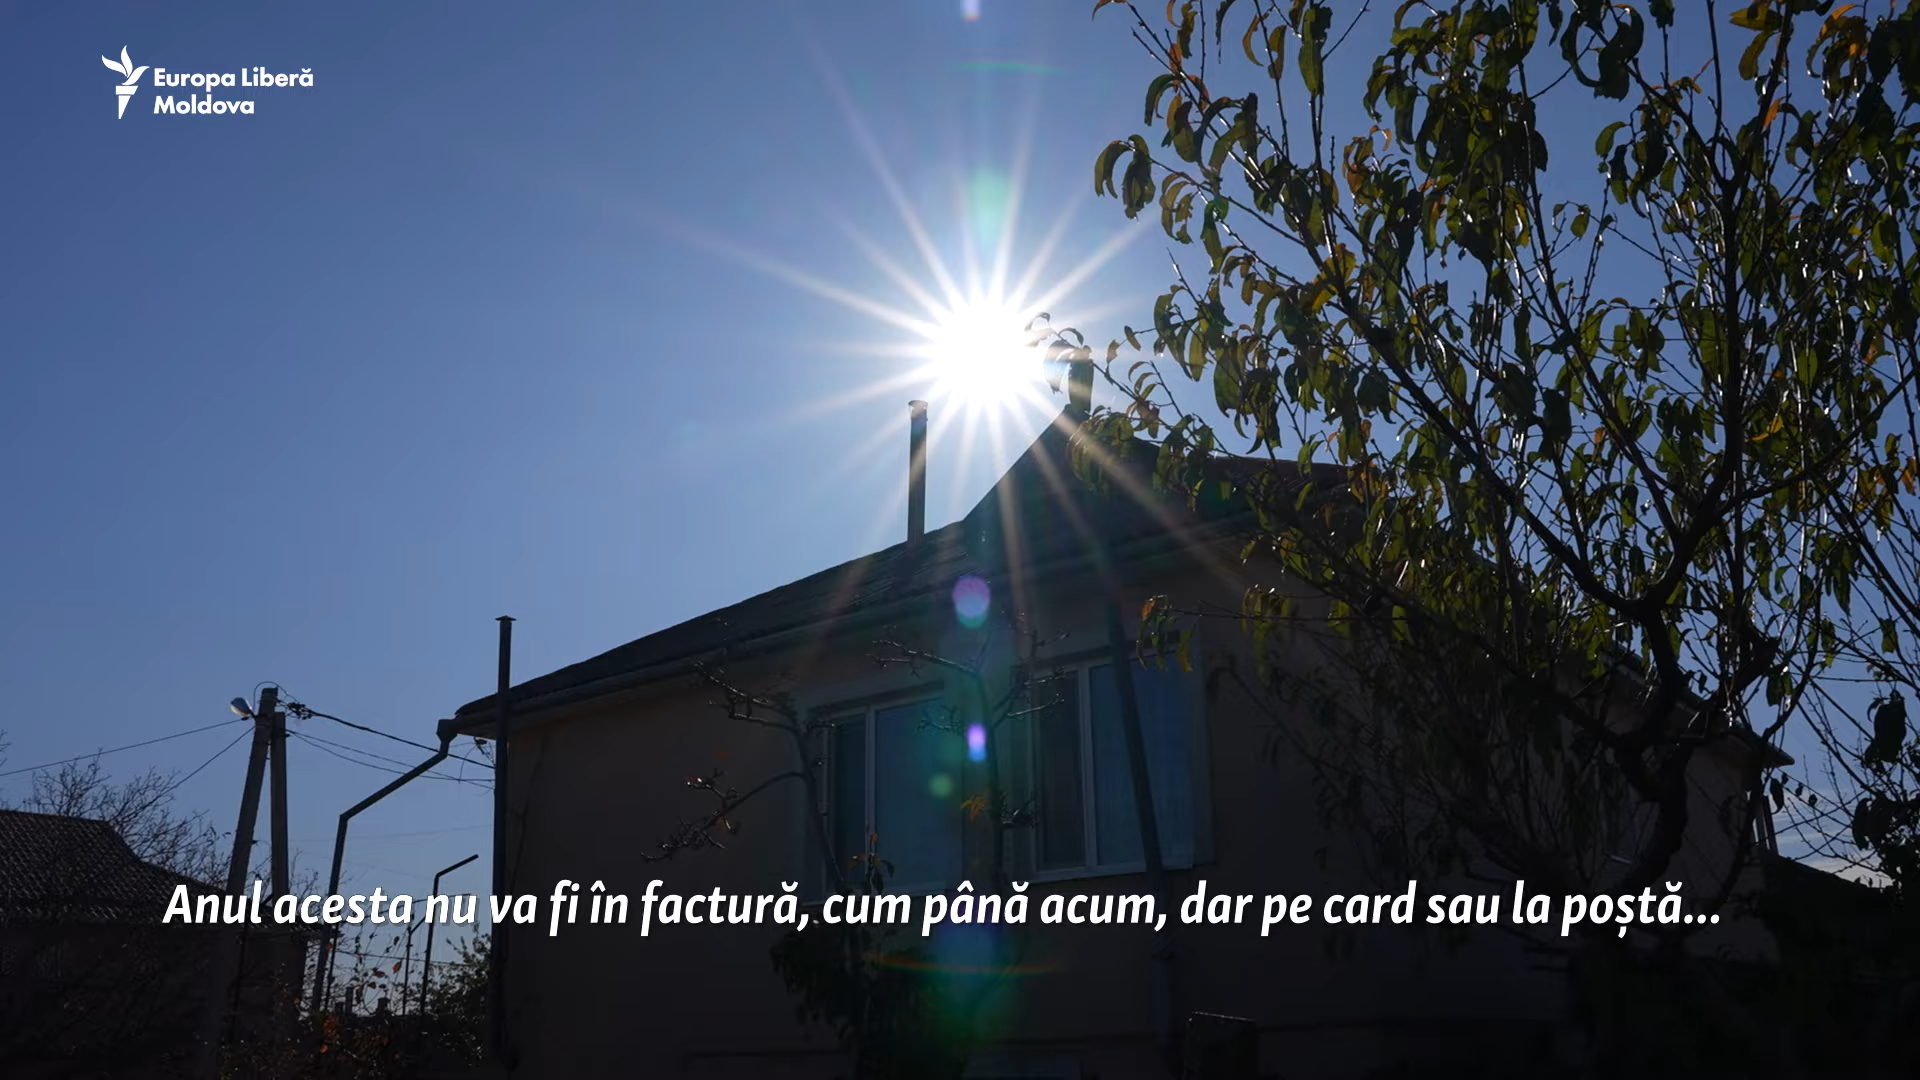 Europa Liberă
Moldova
Anul acesta nu va fi în factură, cum până acum, dar pe card sau la poștă...